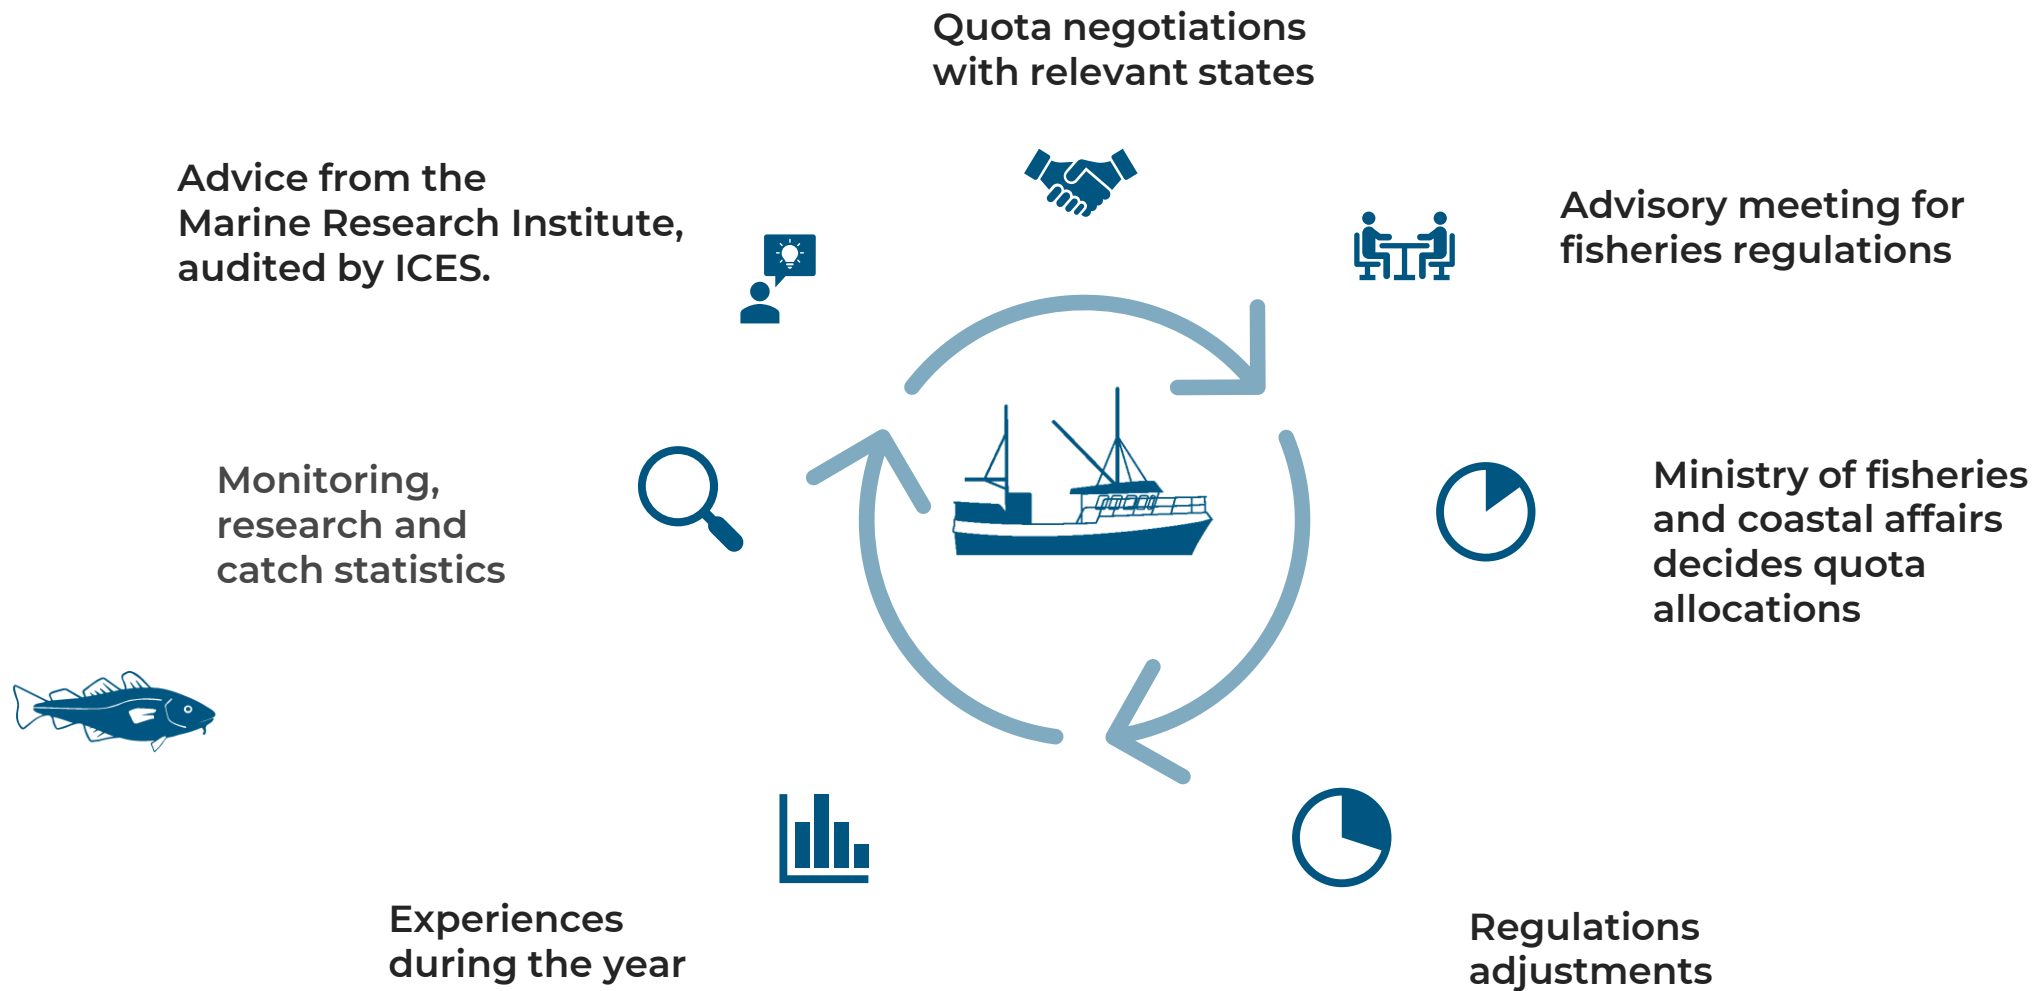 Quota negotiations
with relevant states
Advice from the
Marine Research Institute,
audited by ICES.
Advisory meeting for
fisheries regulations
Monitoring,
research and
catch statistics
Ministry of fisheries
and coastal affairs
decides quota
allocations
Experiences
during the year
Regulations
adjustments